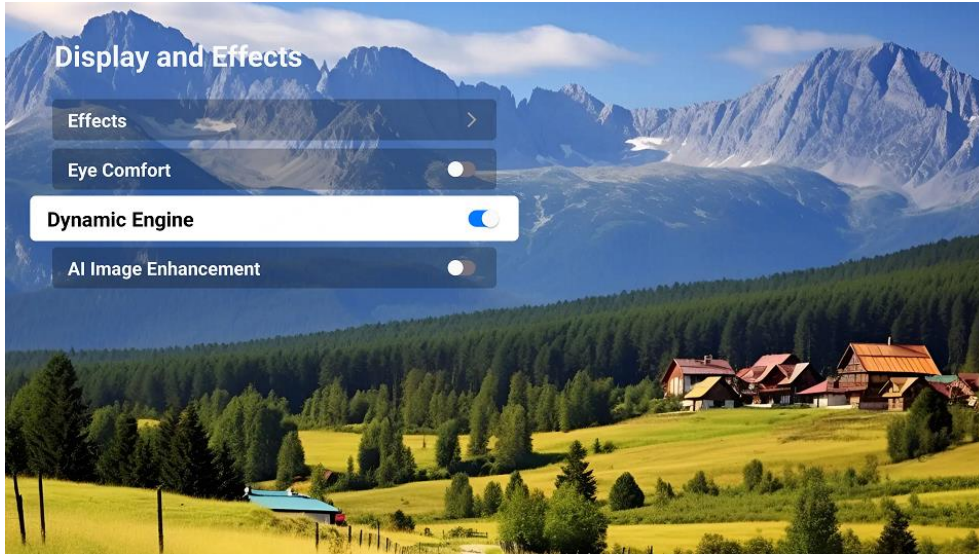 Display and Effects
Effects
Eye Comfort
Dynamic Engine
AI Image Enhancement